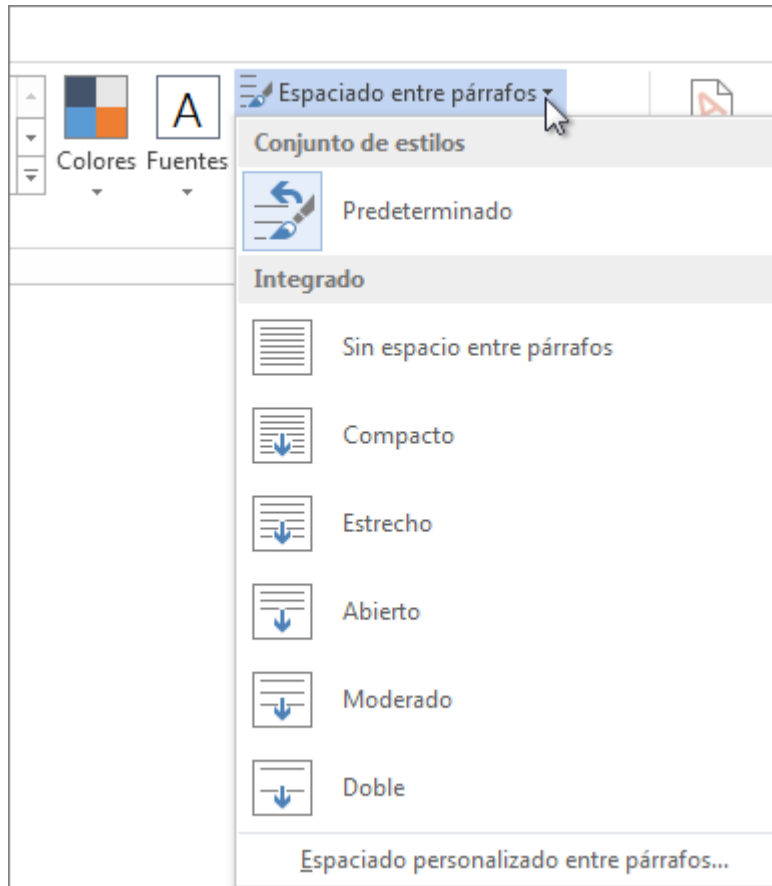 Colores
Fuentes
A
Espaciado entre párrafos
Conjunto de estilos
Predeterminado
Integrado
Sin espacio entre párrafos
Compacto
Estrecho
Abierto
Moderado
Doble
Espaciado personalizado entre párrafos...